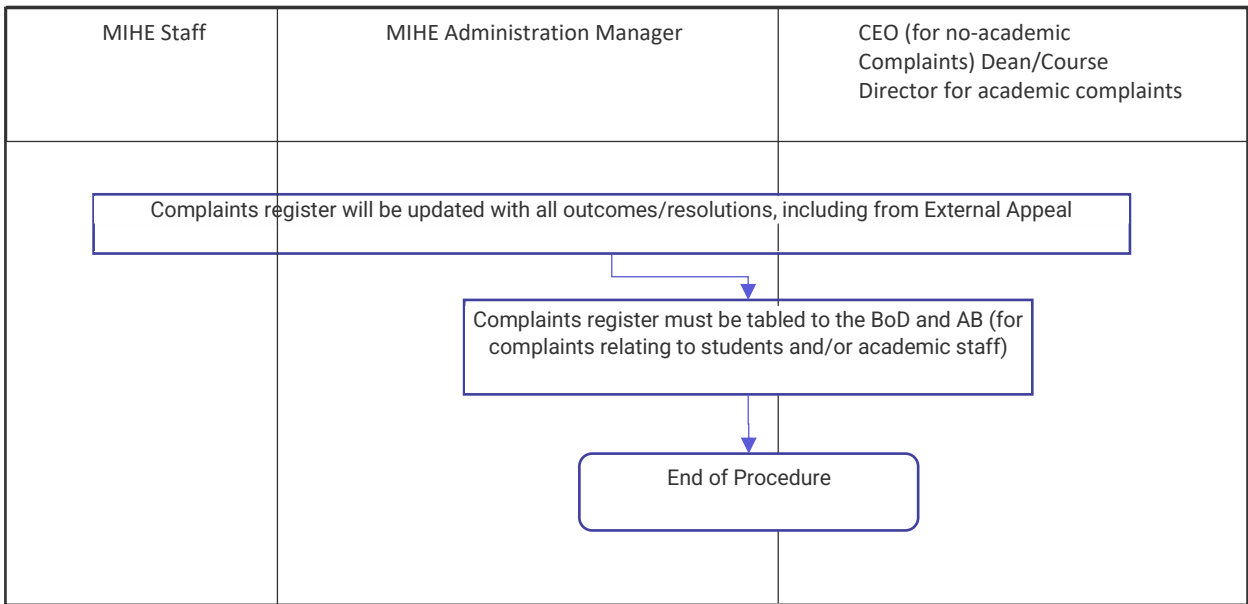 MIHE Staff
MIHE Administration Manager
CEO (for no-academic
Complaints) Dean/Course
Director for academic complaints
Complaints register will be updated with all outcomes/resolutions, including from External Appeal
Complaints register must be tabled to the BoD and AB (for
complaints relating to students and/or academic staff)
End of Procedure